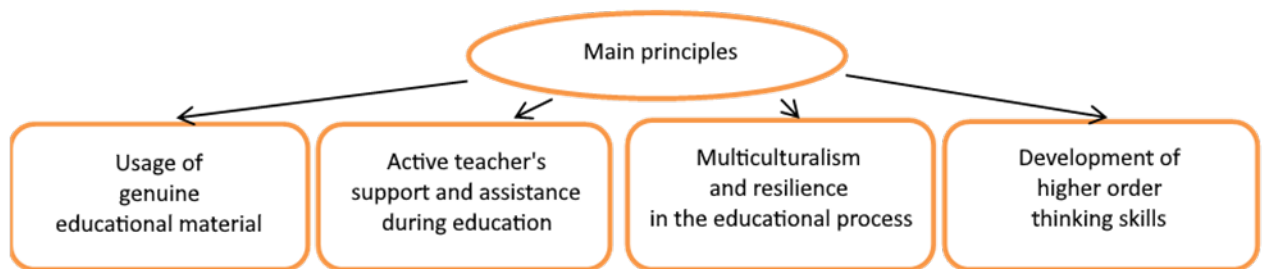 Main principles
Usage of
genuine
educational material
Active teacher's
support and assistance
during education
Multiculturalism
and resilience
in the educational process
Development of
higher order
thinking skills